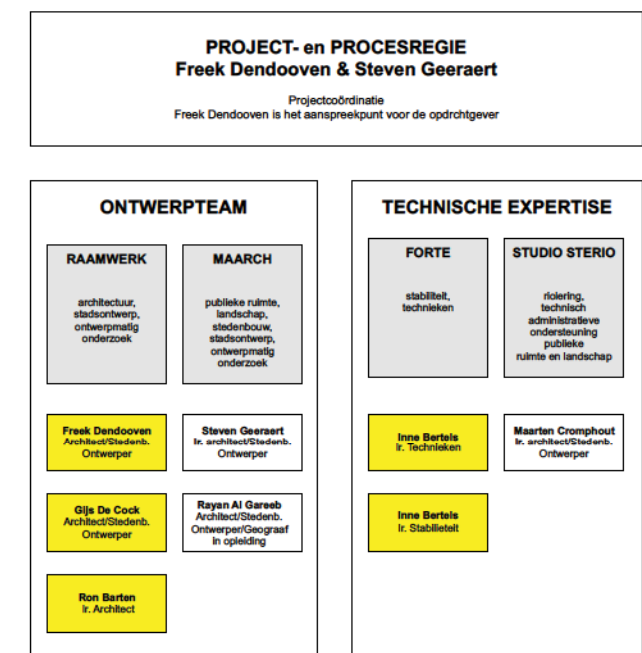 PROJECT- en PROCESREGIE
Freek Dendooven & Steven Geeraert
Projectcoördinatie
Freek Dendooven is het aanspreekpunt voor de opdrchtgever
ONTWERPTEAM
RAAMWERK
architectuur,
stadsontwerp,
ontwerpmatig
onderzoek
MAARCH
publieke ruimte,
landschap,
stedenbouw,
stadsontwerp,
ontwerpmatig
onderzoek
Freek Dendooven
Architect/Stedenb.
Ontwerper
Steven Geeraert
Ir. architect/Stedenb.
Ontwerper
Gijs De Cock
Architect/Stedenb.
Ontwerper
Rayan Al Gareeb
Architect/Stedenb.
Ontwerper/Geograaf
in opleiding
Ron Barten
Ir. Architect
TECHNISCHE EXPERTISE
FORTE
stabiliteit,
technieken
STUDIO STERIO
riolering,
technisch
administratieve
ondersteuning
publieke
ruimte en landschap
Inne Bertels
Ir. Technieken
Maarten Cromphout
Ir. architect/Stedenb.
Ontwerper
Inne Bertels
Ir. Stabilieteit